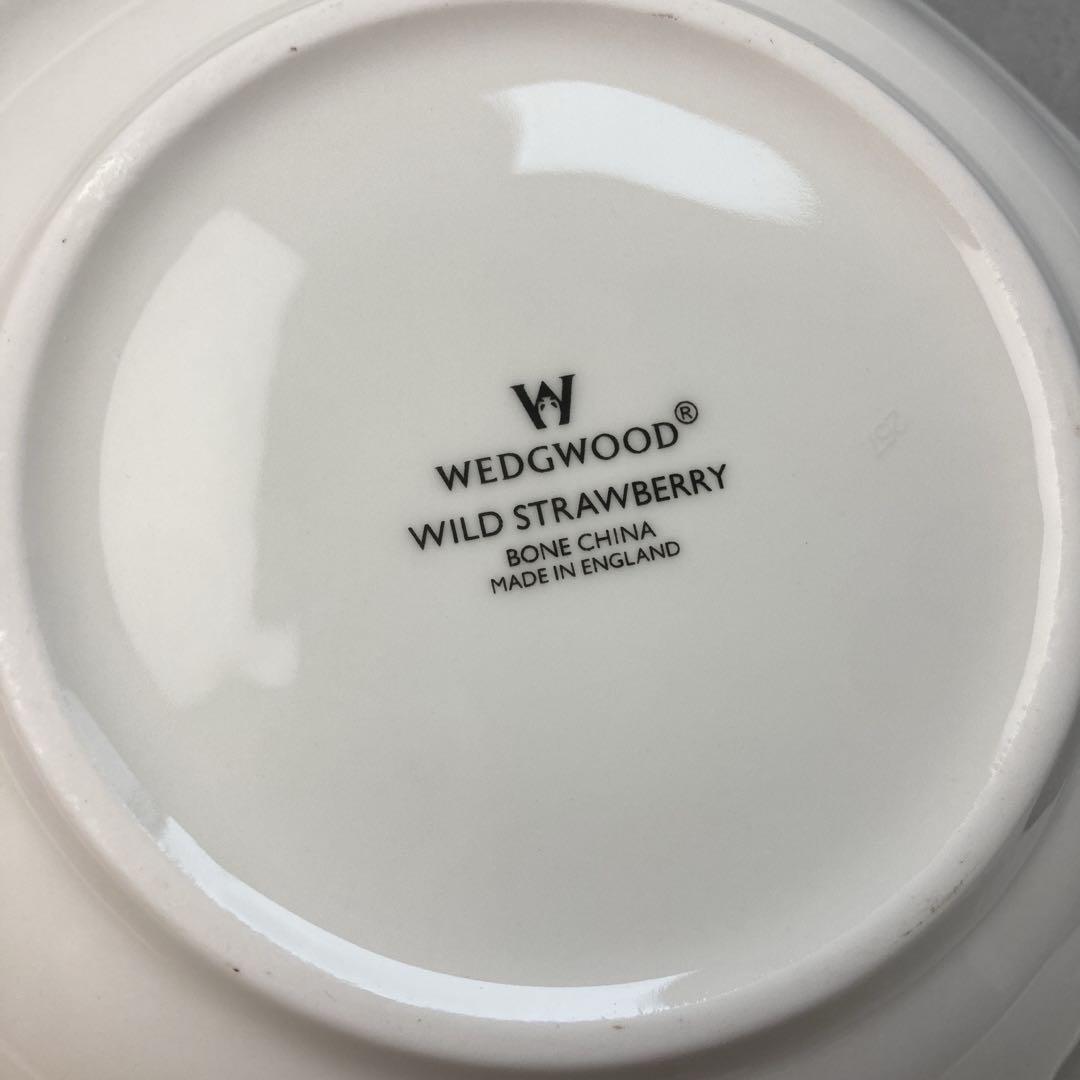 W
WEDGWOOD®
WILD STRAWBERRY
BONE CHINA
MADE IN ENGLAND